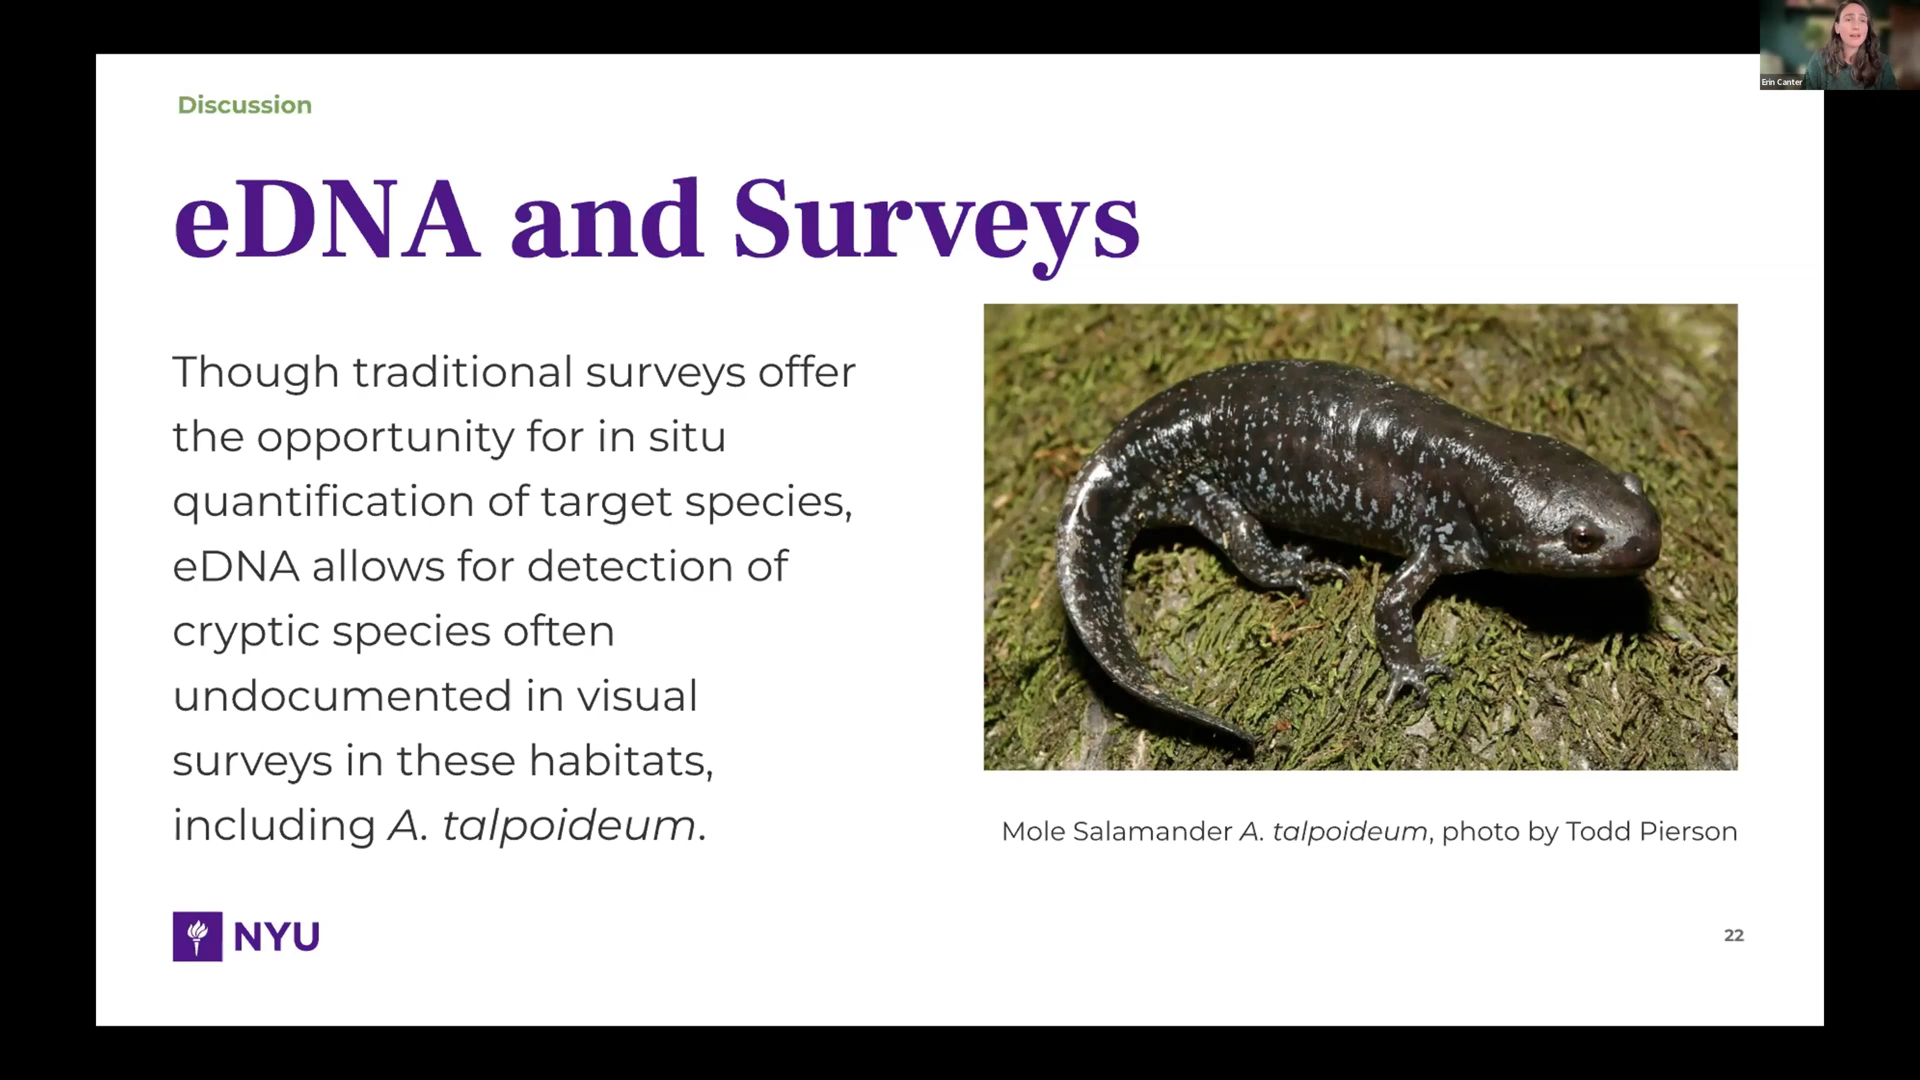 Erin Canter
Discussion
eDNA and Surveys
Though traditional surveys offer
the opportunity for in situ
quantification of target species,
eDNA allows for detection of
cryptic species often
undocumented in visual
surveys in these habitats,
including A. talpoideum.
Mole Salamander A. talpoideum, photo by Todd Pierson
NYU
22